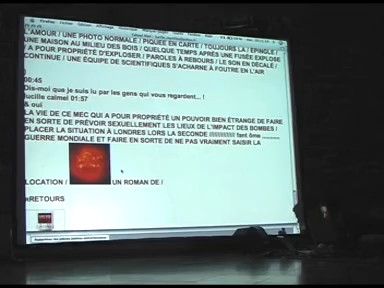 L'AMOUR / UNE PHOTO NORMALE / PIQUEE EN CARTE / TOUJOURS LA / EPINGLE /
UNE MAISON AU MILIEU DES BOIS / QUELQUE TEMPS APRÈS UNE FUSÉE EXPLOSE
/ A POUR PROPRIÉTÉ D'EXPLOSER / PAROLES A REBOURS / LE SON EN DÉCALÉ /
CONTINUE / UNE ÉQUIPE DE SCIENTIFIQUES S'ACHARNE À FOUTRE EN L'AIR
00:45
Dis-moi que je suis lu par les gens qui vous regardent... !
lucille calmel 01:57
& oui
LA VIE DE CE MEC QUI A POUR PROPRIÉTÉ UN POUVOIR BIEN ÉTRANGE DE FAIRE
EN SORTE DE PRÉVOIR SEXUELLEMENT LES LIEUX DE L'IMPACT DES BOMBES /
PLACER LA SITUATION À LONDRES LORS LA SECONDE fant ôme
GUERRE MONDIALE ET FAIRE EN SORTE DE NE PAS VRAIMENT SAISIR LA
LOCATION / UN ROMAN DE /
RETOURS